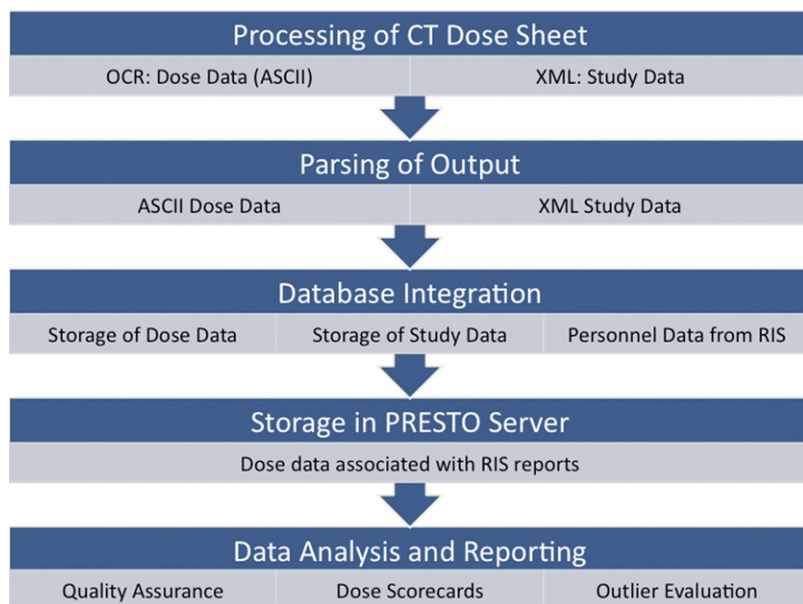 Processing of CT Dose Sheet
OCR: Dose Data (ASCII)
XML: Study Data
Parsing of Output
ASCII Dose Data
XML Study Data
Database Integration
Storage of Dose Data
Storage of Study Data
Personnel Data from RIS
Storage in PRESTO Server
Dose data associated with RIS reports
Data Analysis and Reporting
Quality Assurance
Dose Scorecards
Outlier Evaluation